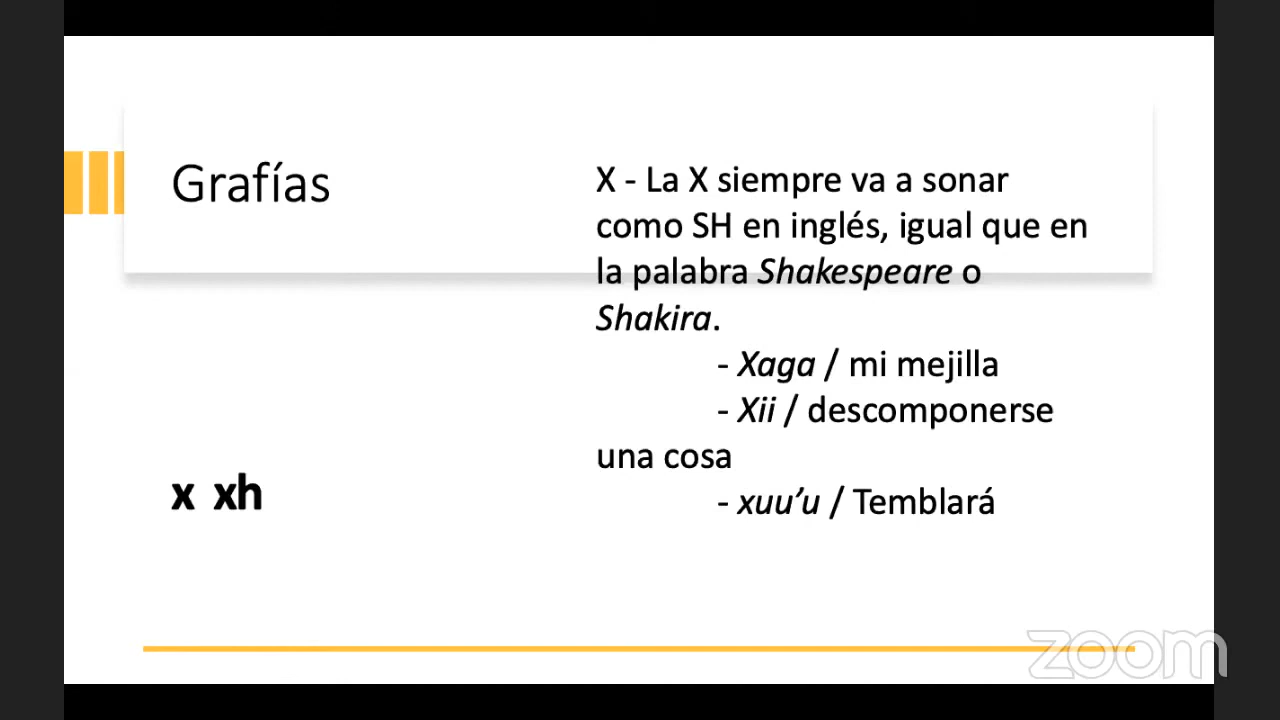 Grafías
x xh
X - La X siempre va a sonar
como SH en inglés, igual que en
la palabra Shakespeare o
Shakira.
- Xaga / mi mejilla
- Xii / descomponerse
una cosa
- xuu’u / Temblará
zoom